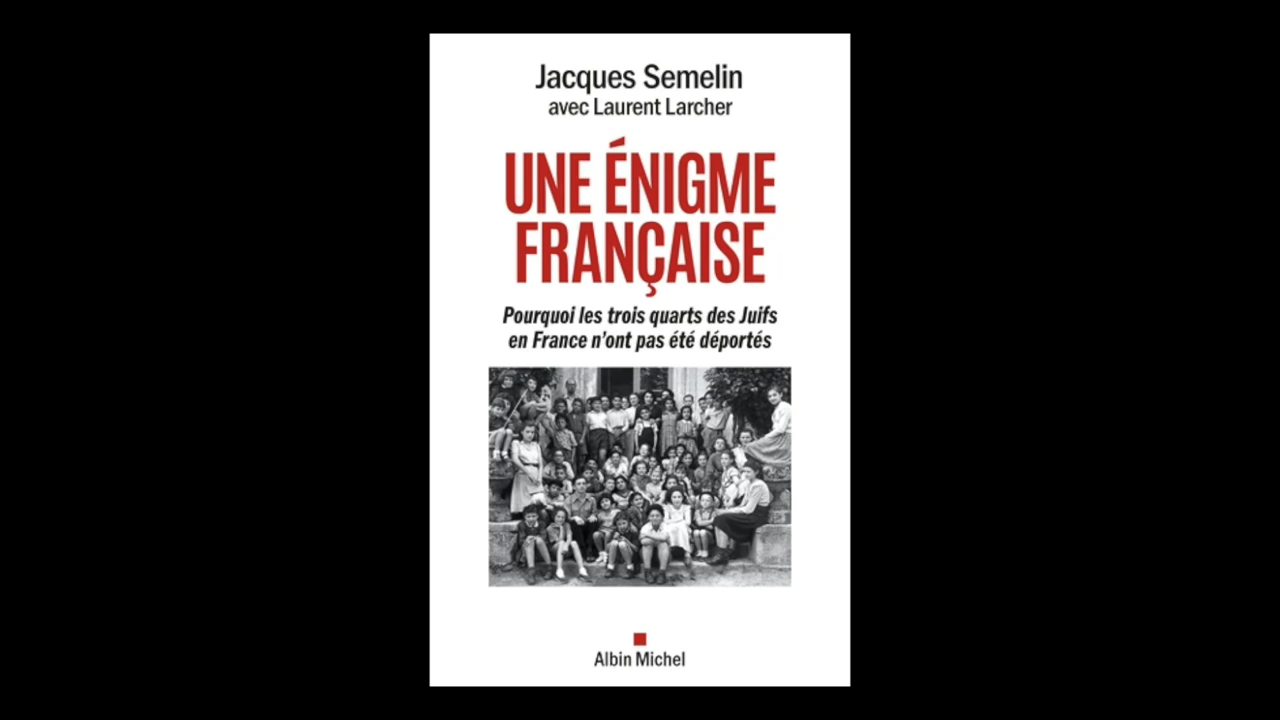 Jacques Semelin
avec Laurent Larcher
UNE ÉNIGME
FRANÇAISE
Pourquoi les trois quarts des Juifs
en France n'ont pas été déportés
Albin Michel